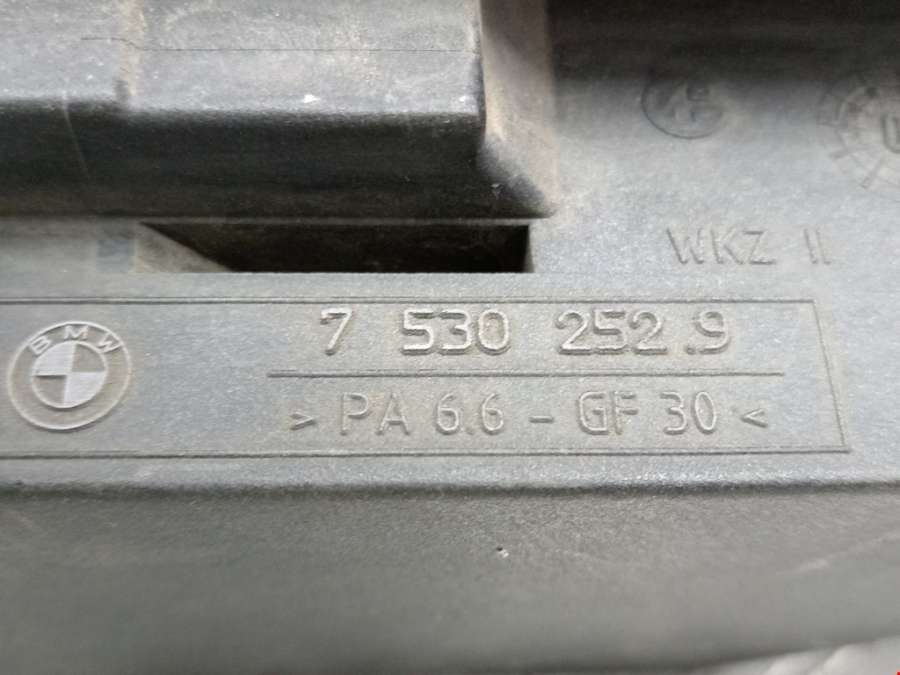 WKZ II
7 530 252.9
BMW
> PA 6.6 - GF 30 <